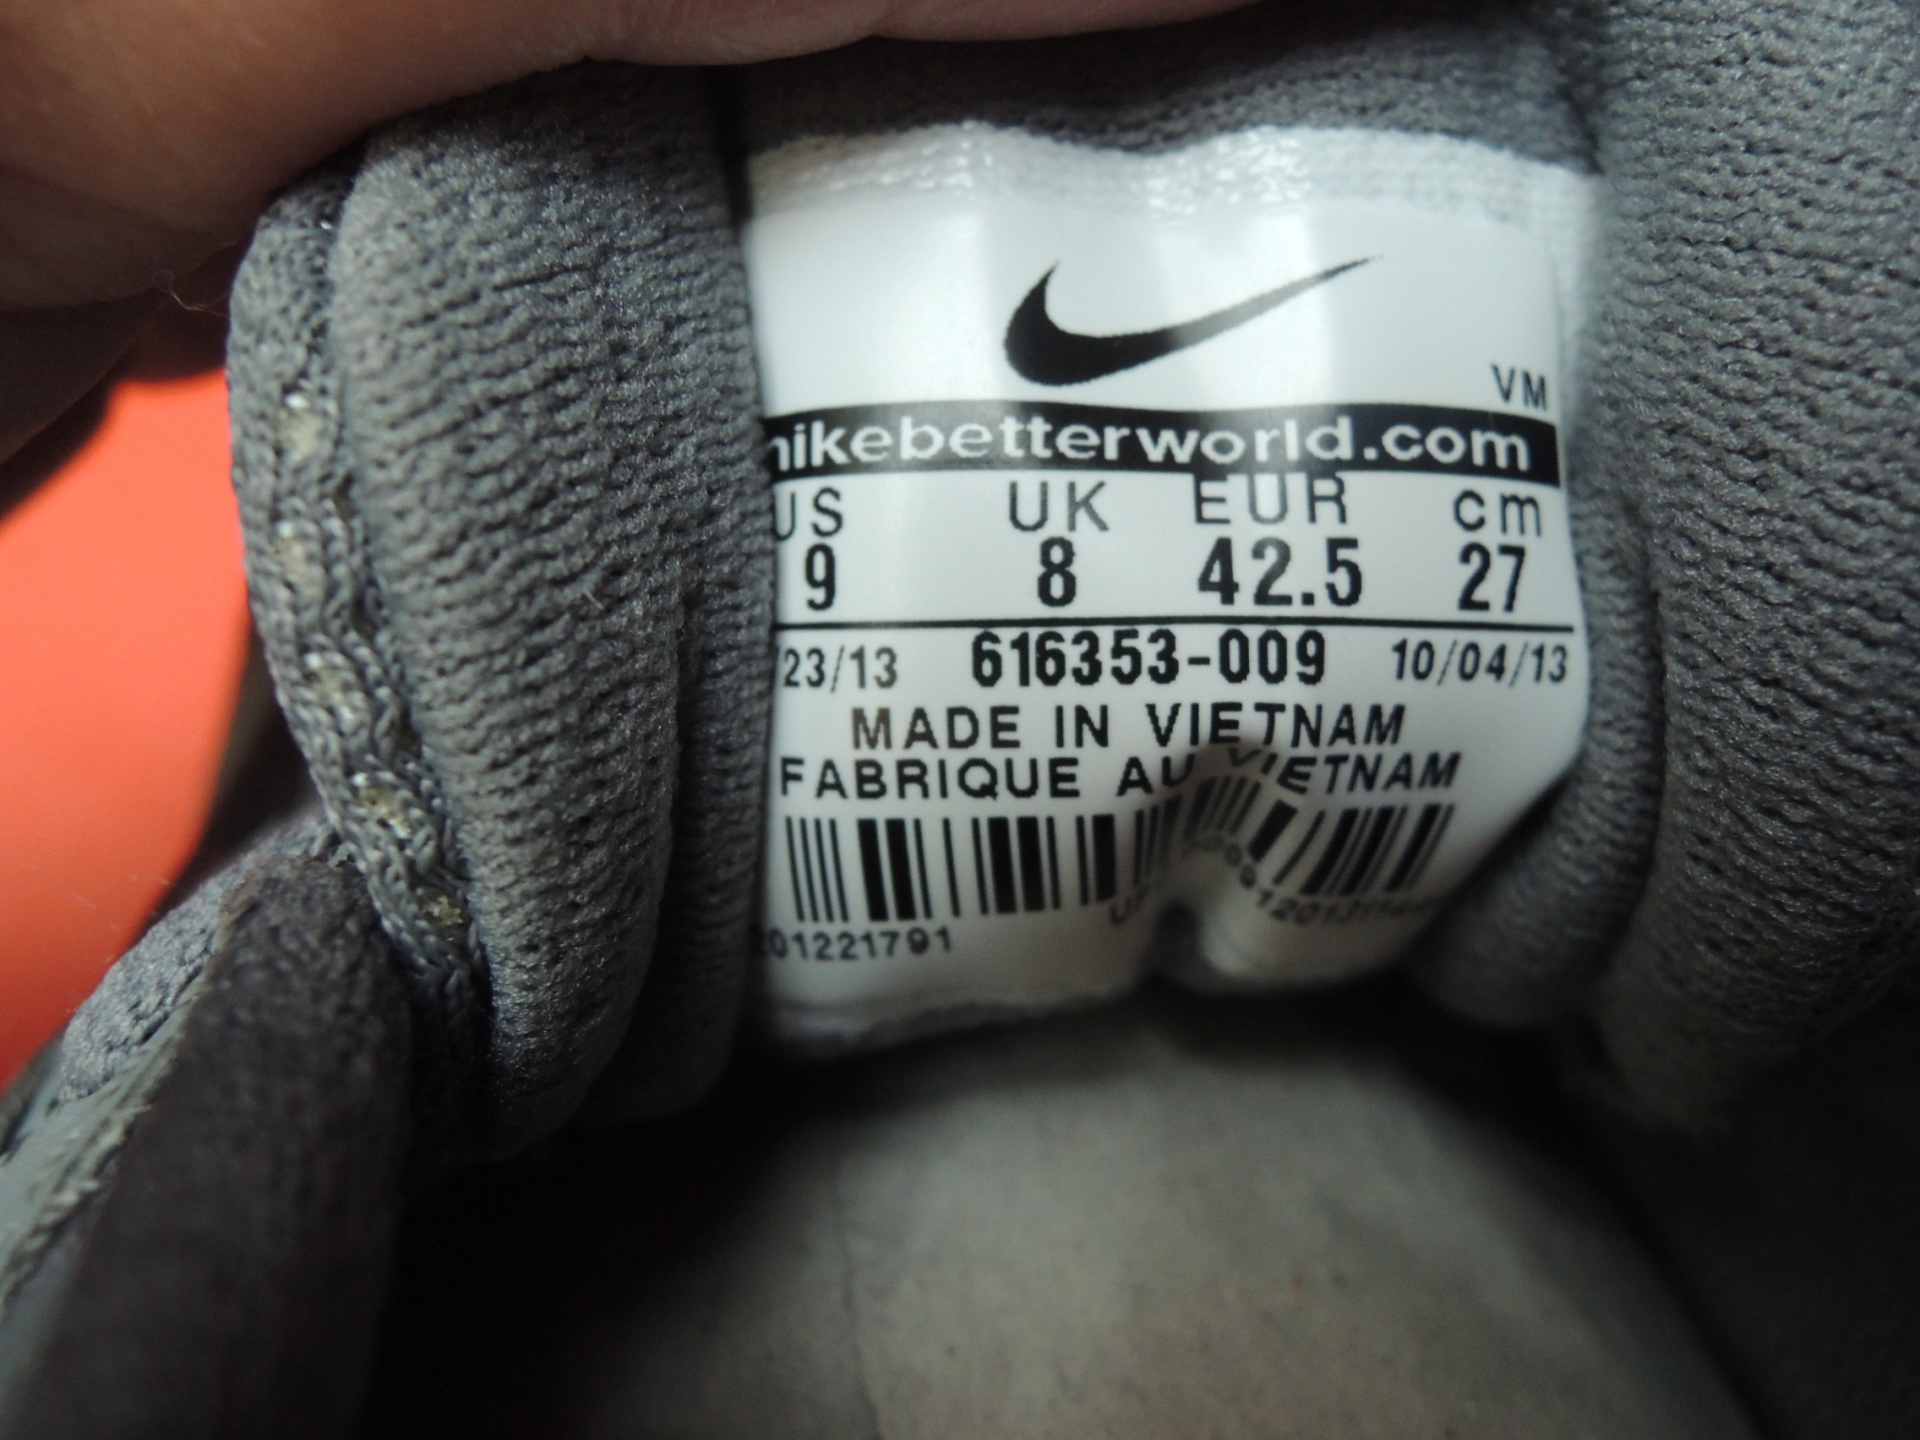 VM
nikebetterworld.com
US UK EUR cm
9 8 42.5 27
23/13 616353-009 10/04/13
MADE IN VIETNAM
FABRIQUE AU VIETNAM
201221791